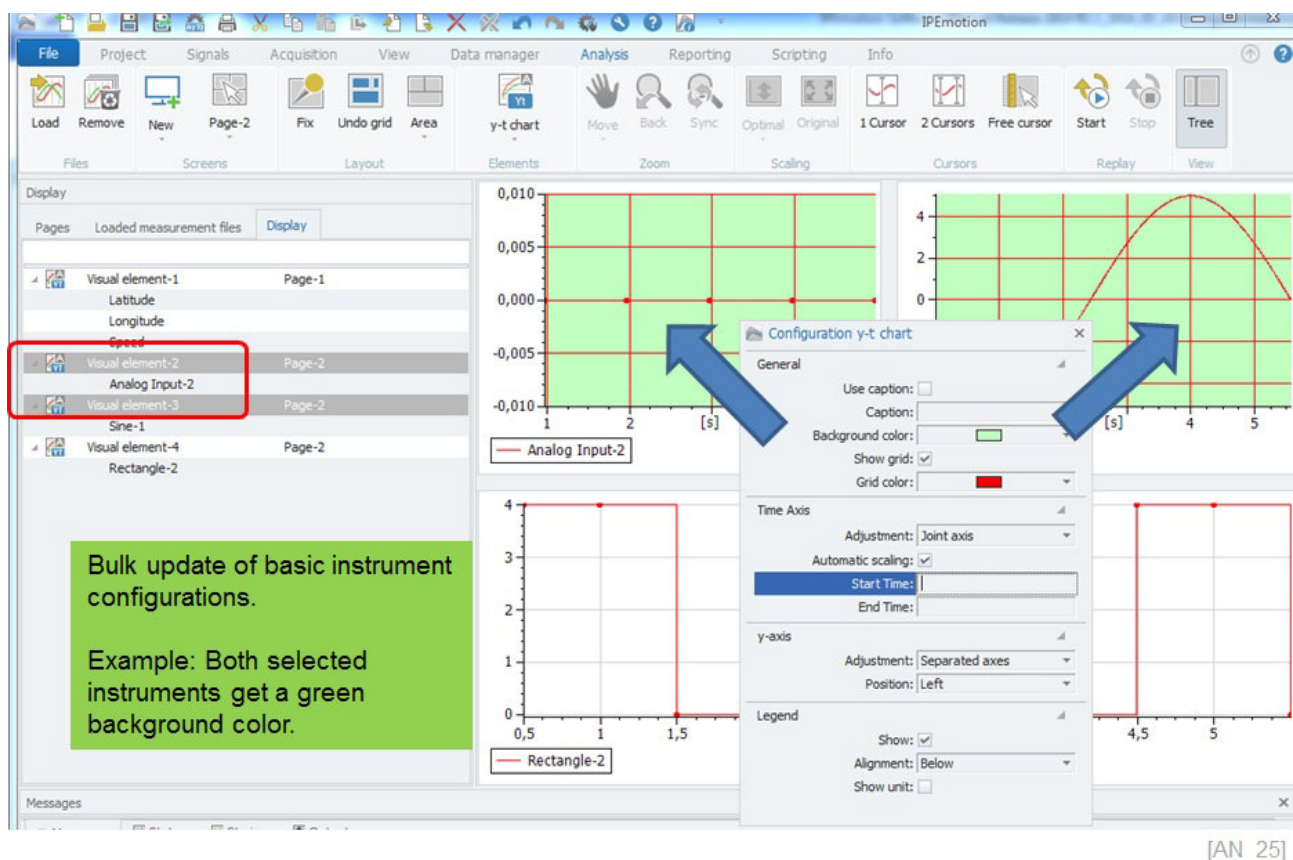 IPEmotion
File Project Signals Acquisition View Data manager Analysis Reporting Scripting Info
Load Remove New Page-2 Fix Undo grid Area y-t chart Move Back Sync Optimal Original 1 Cursor 2 Cursors Free cursor Start Stop Tree
Files Screens Layout Elements Zoom Scaling Cursors Replay View
Display
Pages Loaded measurement files Display
Visual element-1 Page-1
Latitude
Longitude
Speed
Visual element-2 Page-2
Analog Input-2
Visual element-3 Page-2
Sine-1
Visual element-4 Page-2
Rectangle-2
Bulk update of basic instrument
configurations.
Example: Both selected
instruments get a green
background color.
0,010
0,005
0,000
-0,005
-0,010
1 2 [s]
Analog Input-2
4
2
0
[s] 4 5
Configuration y-t chart
General
Use caption:
Caption:
Background color:
Show grid:
Grid color:
Time Axis
Adjustment: Joint axis
Automatic scaling:
Start Time:
End Time:
y-axis
Adjustment: Separated axes
Position: Left
Legend
Show:
Alignment: Below
Show unit:
4
3
2
1
0
0,5 1 1,5 4,5 5
Rectangle-2
Messages
[AN_25]